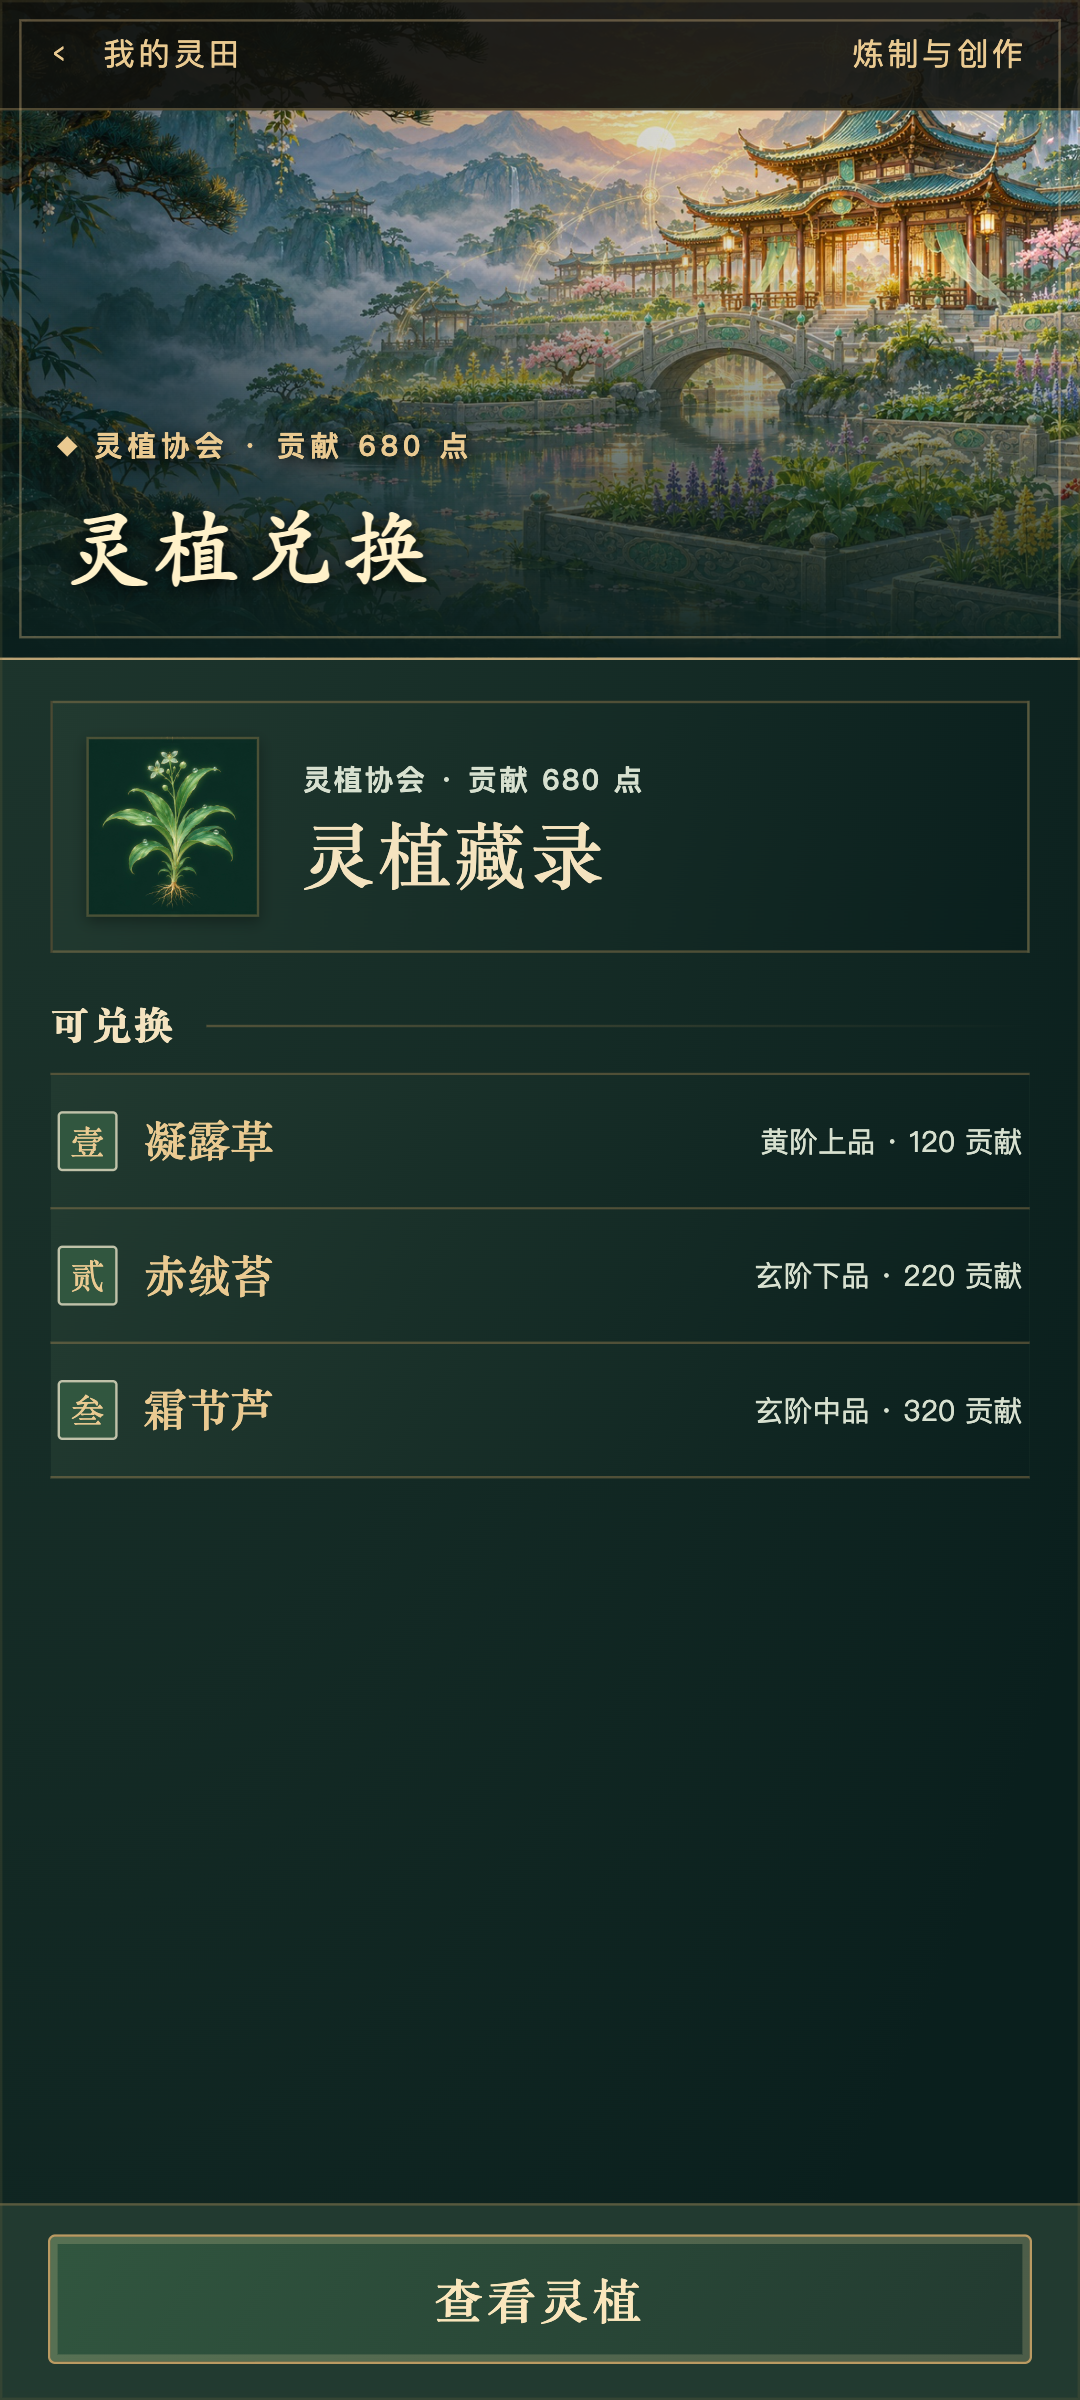 < 我的灵田 炼制与创作
◆ 灵植协会 · 贡献 680 点
灵植兑换
灵植协会 · 贡献 680 点
灵植藏录
可兑换
壹 凝露草 黄阶上品 · 120 贡献
贰 赤绒苔 玄阶下品 · 220 贡献
叁 霜节芦 玄阶中品 · 320 贡献
查看灵植